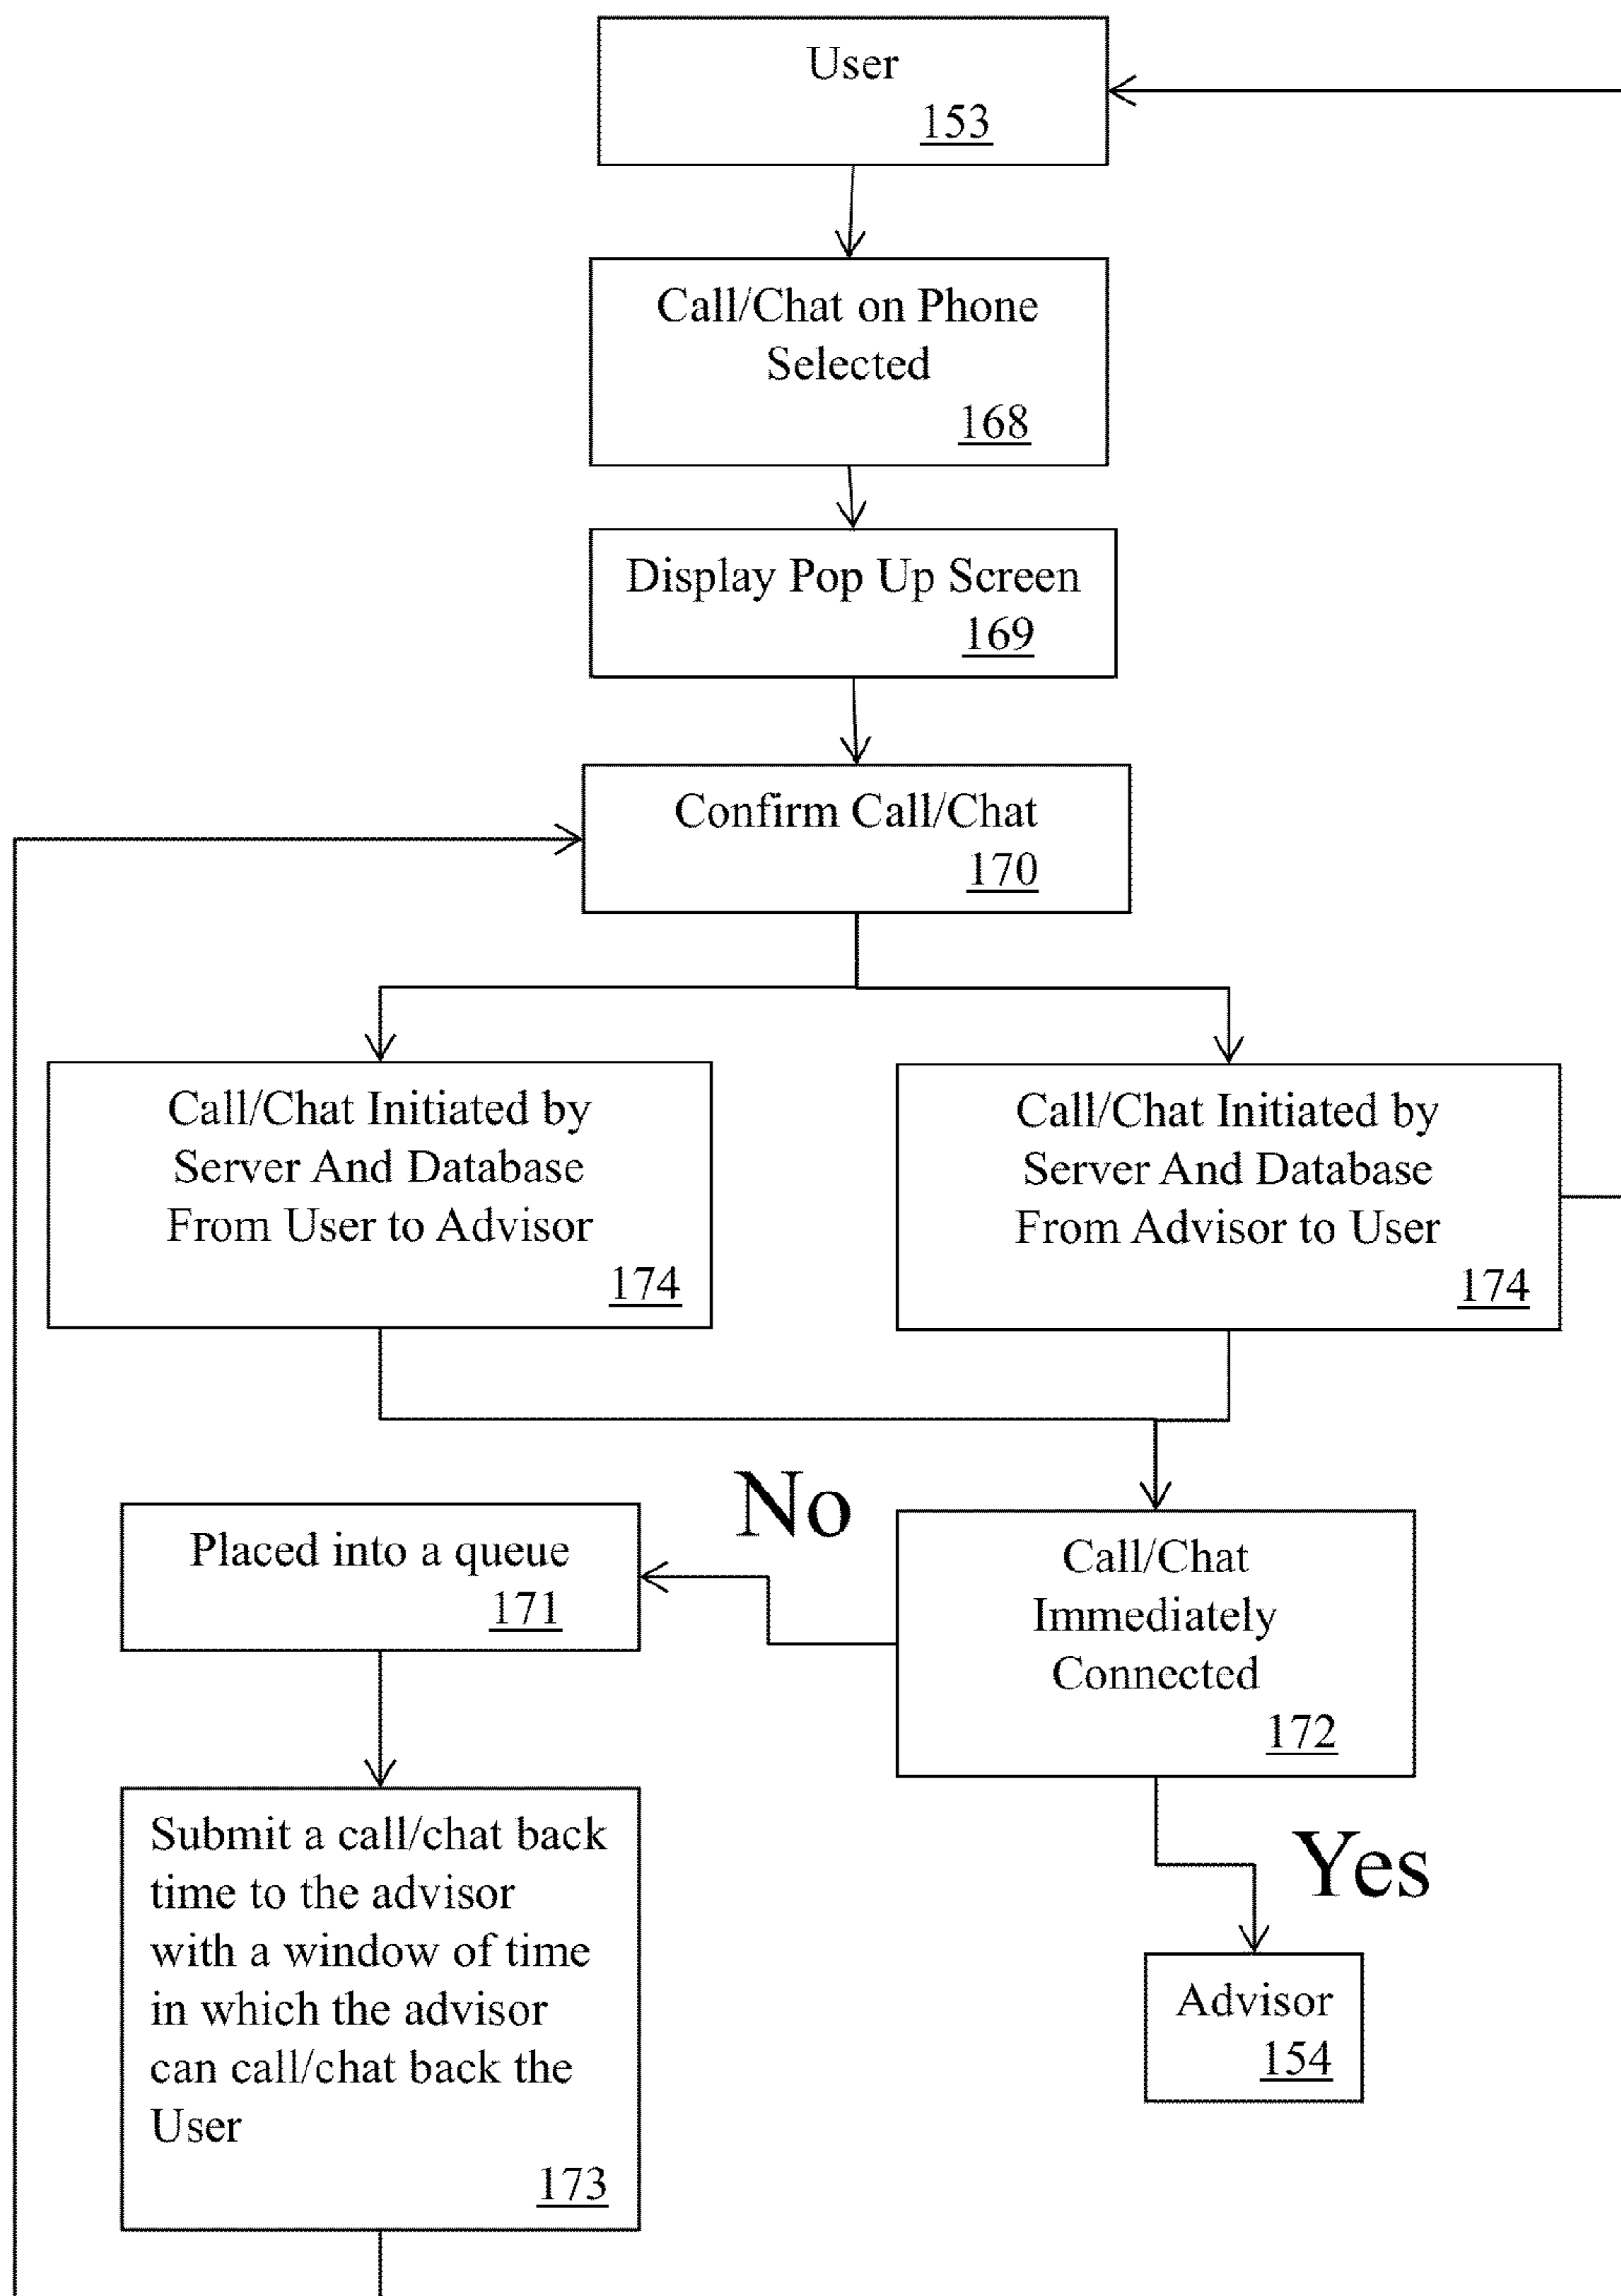 User
153
Call/Chat on Phone
Selected
168
Display Pop Up Screen
169
Confirm Call/Chat
170
Call/Chat Initiated by
Server And Database
From User to Advisor
174
Call/Chat Initiated by
Server And Database
From Advisor to User
174
No
Placed into a queue
171
Call/Chat
Immediately
Connected
172
Yes
Submit a call/chat back
time to the advisor
with a window of time
in which the advisor
can call/chat back the
User
173
Advisor
154